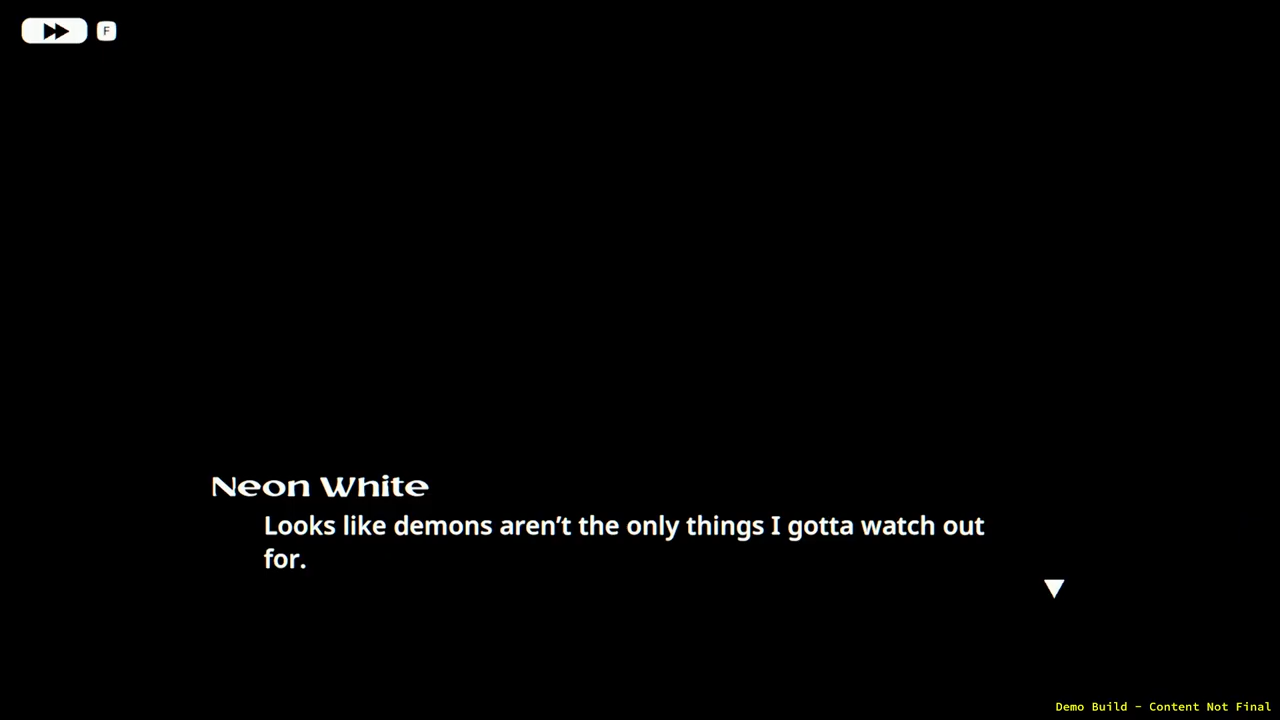 F
Neon White
Looks like demons aren’t the only things I gotta watch out
for.
Demo Build - Content Not Final